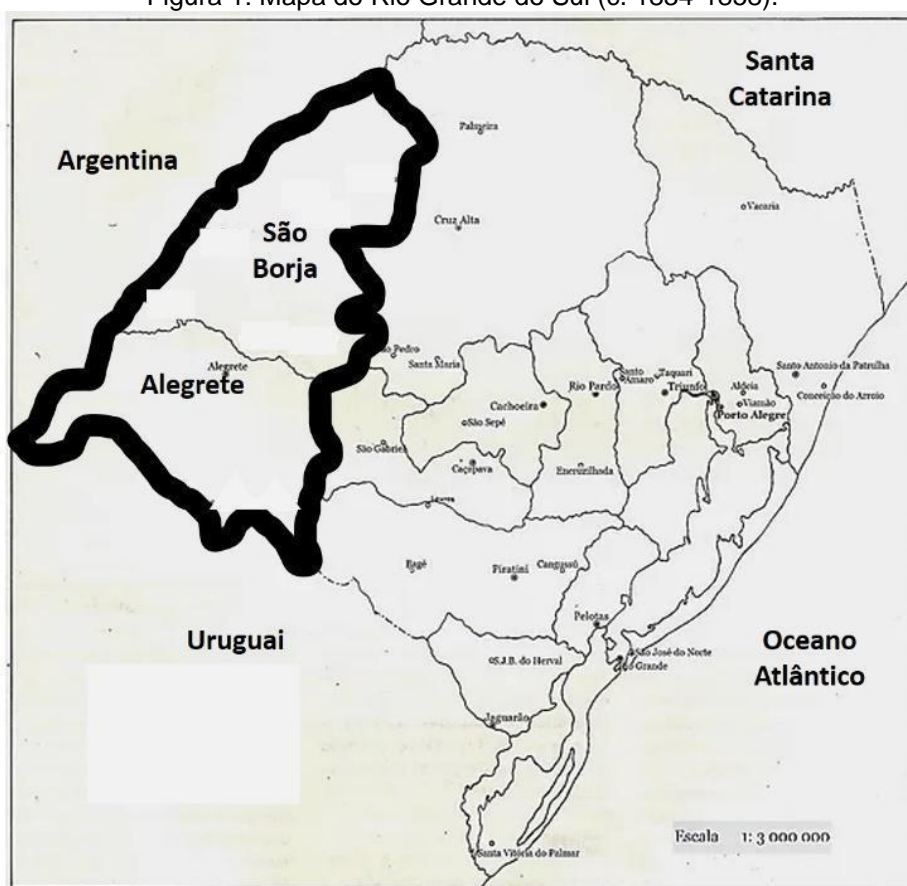 Figura 1: Mapa do Rio Grande do Sul (c. 1834-1868).
Santa
Catarina
Argentina
Palmeira
Vacaria
Cruz Alta
São
Borja
Pedro
Santa Maria
Alegrete
Alegrete
Santo
Amaro
Taquari
Triunfo
Aldeia
Viamão
Porto Alegre
Santo Antonio da Patrulha
Conceição do Arroio
Rio Pardo
Cachoeira
São Sepé
São Gabriel
Caçapava
Encruzilhada
Bagé
Piratini
Cangussú
Pelotas
Uruguai
Oceano
Atlântico
São José do Norte
Grande
S.J.B. do Herval
Jaguarão
Escala 1: 3 000 000
Santa Vitória do Palmar